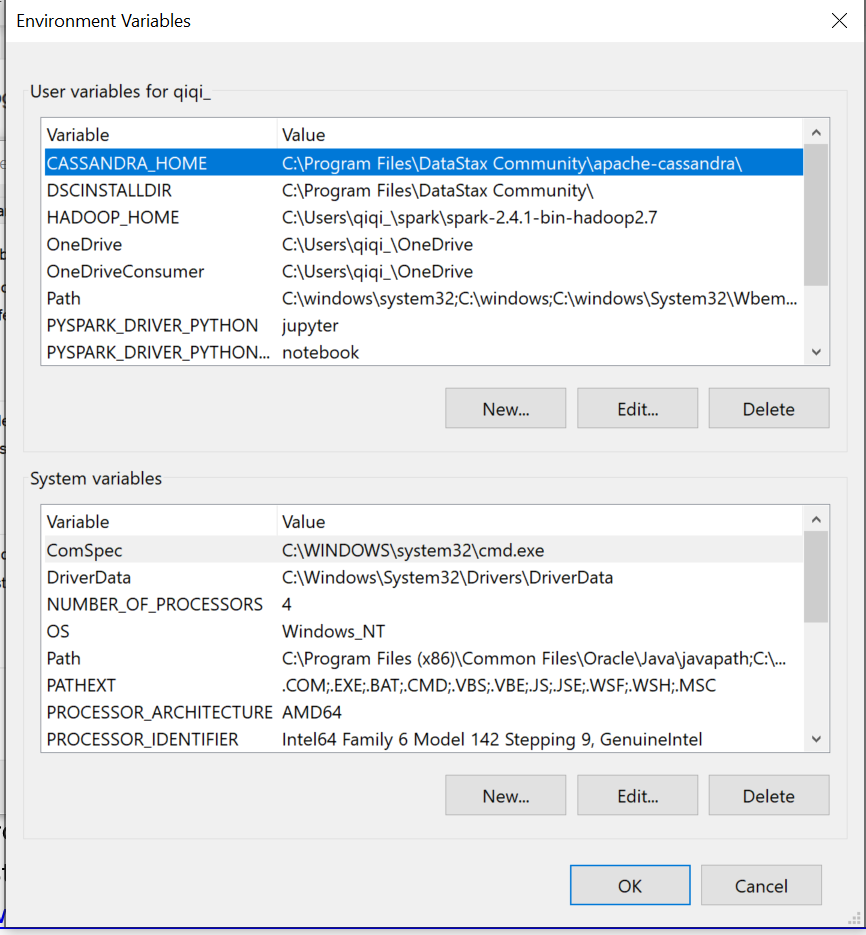 Environment Variables
User variables for qiqi_
Variable Value
CASSANDRA_HOME C:\Program Files\DataStax Community\apache-cassandra\
DSCINSTALLDIR C:\Program Files\DataStax Community\
HADOOP_HOME C:\Users\qiqi_\spark\spark-2.4.1-bin-hadoop2.7
OneDrive C:\Users\qiqi_\OneDrive
OneDriveConsumer C:\Users\qiqi_\OneDrive
Path C:\windows\system32;C:\windows;C:\windows\System32\Wbem...
PYSPARK_DRIVER_PYTHON jupyter
PYSPARK_DRIVER_PYTHON... notebook
New... Edit... Delete
System variables
Variable Value
ComSpec C:\WINDOWS\system32\cmd.exe
DriverData C:\Windows\System32\Drivers\DriverData
NUMBER_OF_PROCESSORS 4
OS Windows_NT
Path C:\Program Files (x86)\Common Files\Oracle\Java\javapath;C:\...
PATHEXT .COM;.EXE;.BAT;.CMD;.VBS;.VBE;.JS;.JSE;.WSF;.WSH;.MSC
PROCESSOR_ARCHITECTURE AMD64
PROCESSOR_IDENTIFIER Intel64 Family 6 Model 142 Stepping 9, GenuineIntel
New... Edit... Delete
OK Cancel